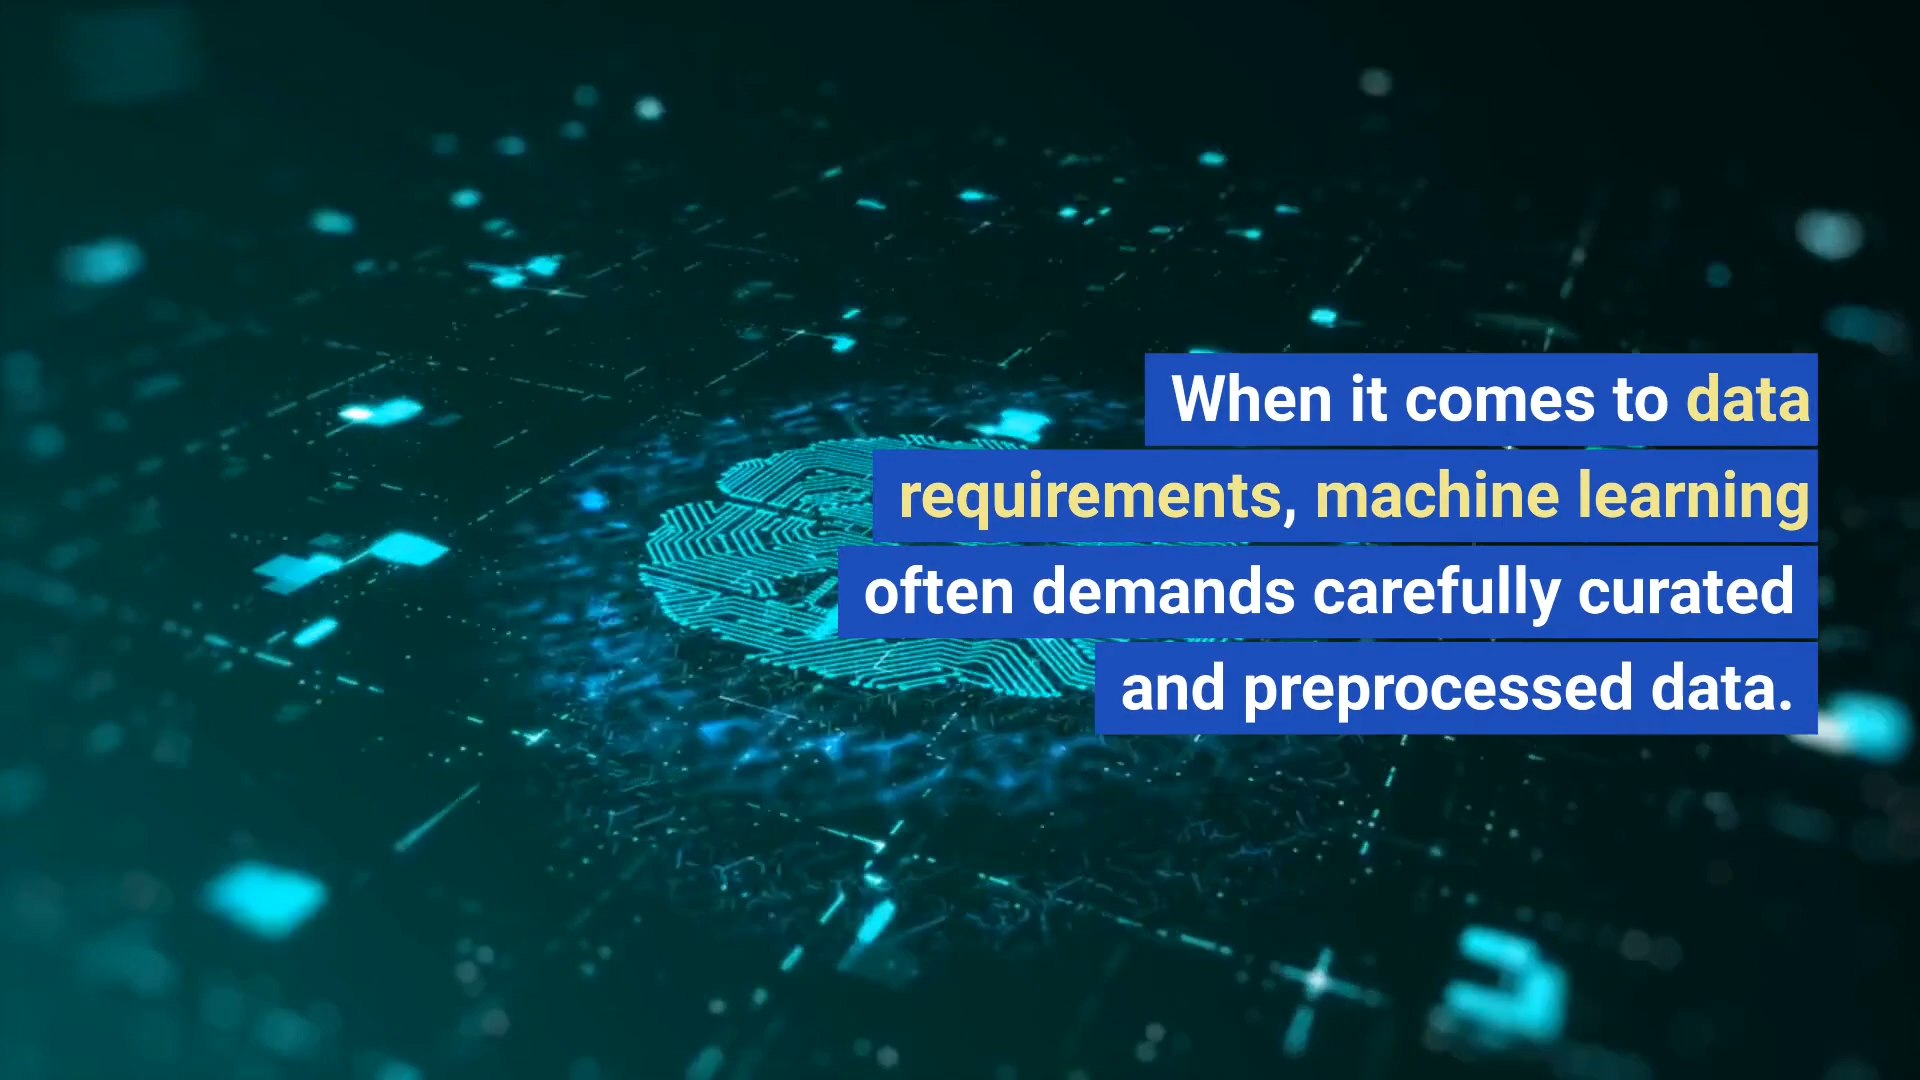 When it comes to data
requirements, machine learning
often demands carefully curated
and preprocessed data.